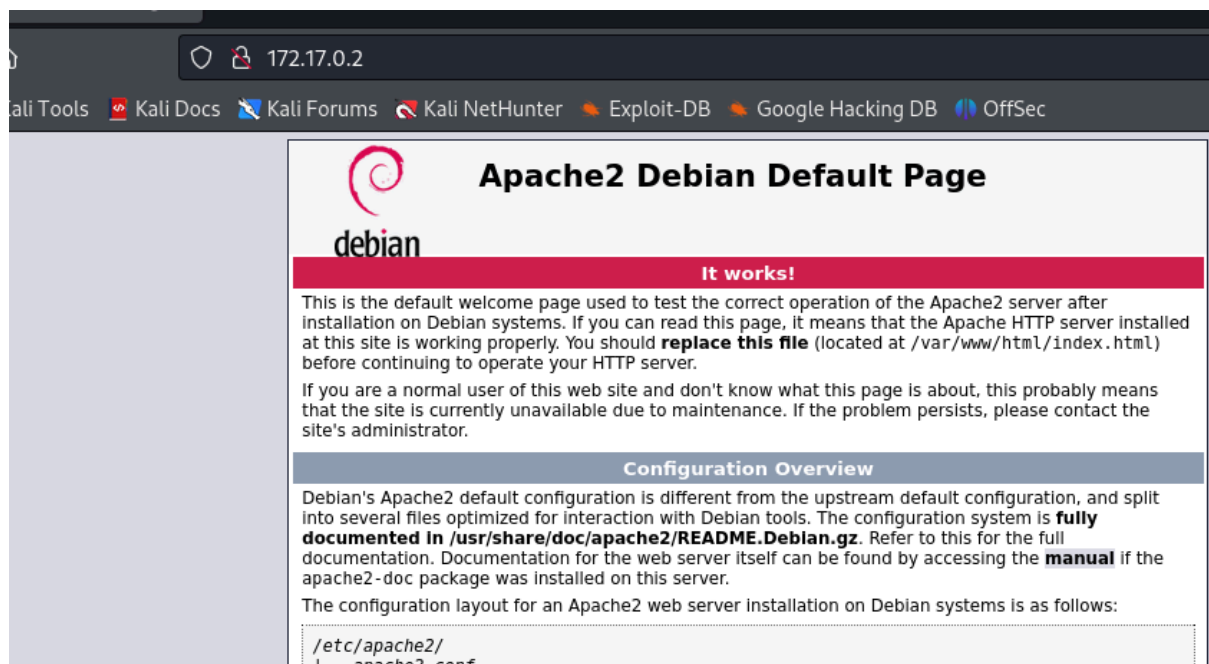 172.17.0.2
Kali Tools Kali Docs Kali Forums Kali NetHunter Exploit-DB Google Hacking DB OffSec
debian
Apache2 Debian Default Page
It works!
This is the default welcome page used to test the correct operation of the Apache2 server after
installation on Debian systems. If you can read this page, it means that the Apache HTTP server installed
at this site is working properly. You should replace this file (located at /var/www/html/index.html)
before continuing to operate your HTTP server.
If you are a normal user of this web site and don't know what this page is about, this probably means
that the site is currently unavailable due to maintenance. If the problem persists, please contact the
site's administrator.
Configuration Overview
Debian's Apache2 default configuration is different from the upstream default configuration, and split
into several files optimized for interaction with Debian tools. The configuration system is fully
documented in /usr/share/doc/apache2/README.Debian.gz. Refer to this for the full
documentation. Documentation for the web server itself can be found by accessing the manual if the
apache2-doc package was installed on this server.
The configuration layout for an Apache2 web server installation on Debian systems is as follows:
/etc/apache2/
|-- apache2.conf